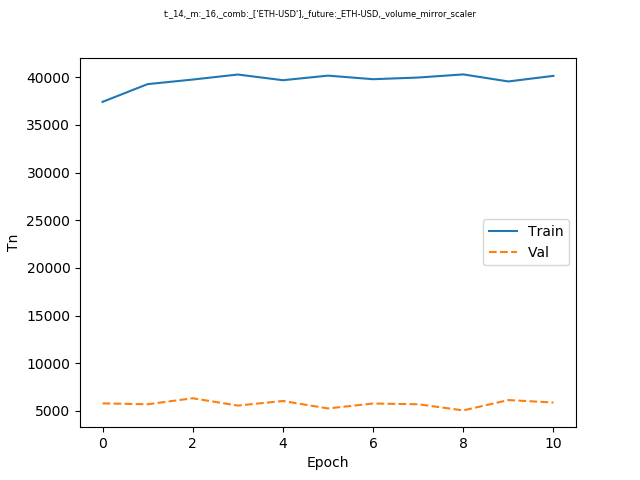 t:_14,_m:_16,_comb:_['ETH-USD'],_future:_ETH-USD,_volume_mirror_scaler
40000
35000
30000
25000
20000
15000
10000
5000
Tn
Train
Val
0 2 4 6 8 10
Epoch